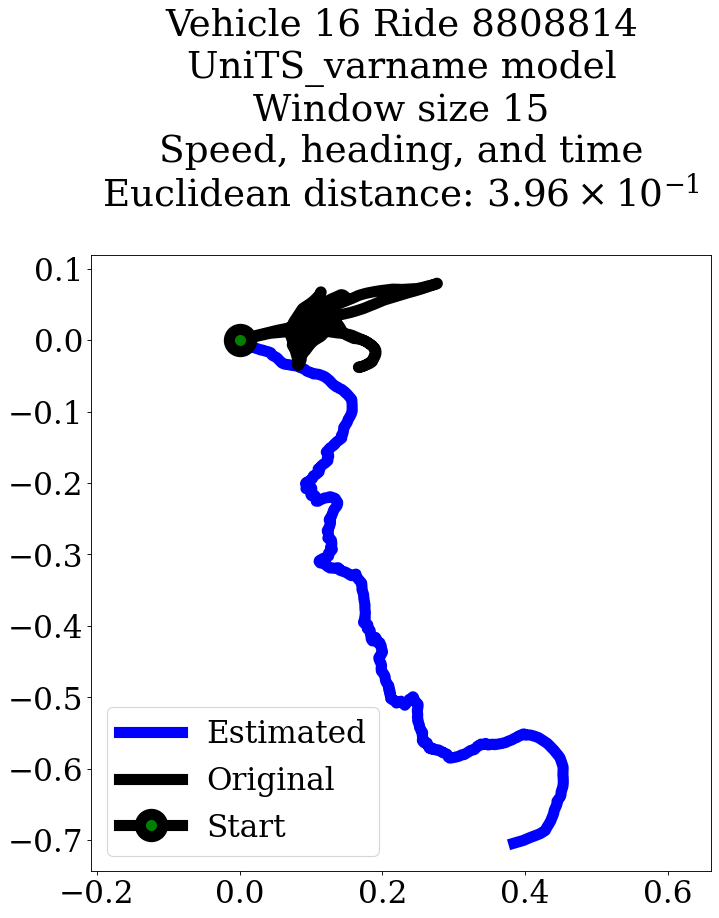 Vehicle 16 Ride 8808814
UniTS_varname model
Window size 15
Speed, heading, and time
Euclidean distance: 3.96 × 10⁻¹
0.1
0.0
−0.1
−0.2
−0.3
−0.4
−0.5
−0.6
−0.7
Estimated
Original
Start
−0.2 0.0 0.2 0.4 0.6